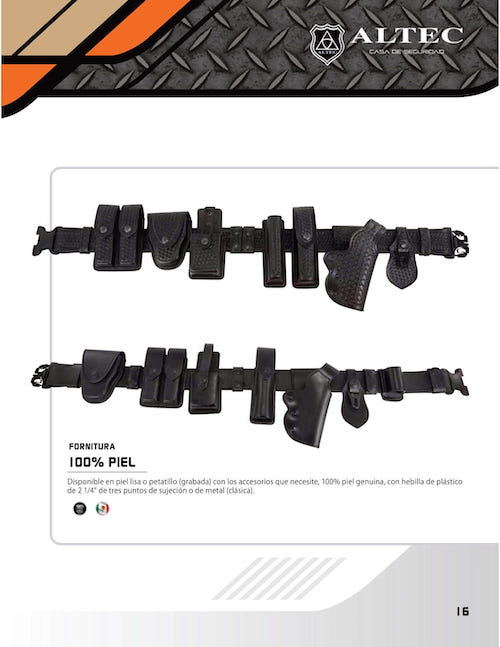 ALTEC
ALTEC
CASA DE SEGURIDAD
FORNITURA
100% PIEL
Disponible en piel lisa o petatillo (grabada) con los accesorios que necesite, 100% piel genuina, con hebilla de plástico
de 2 1/4" de tres puntos de sujeción o de metal (clásica).
16